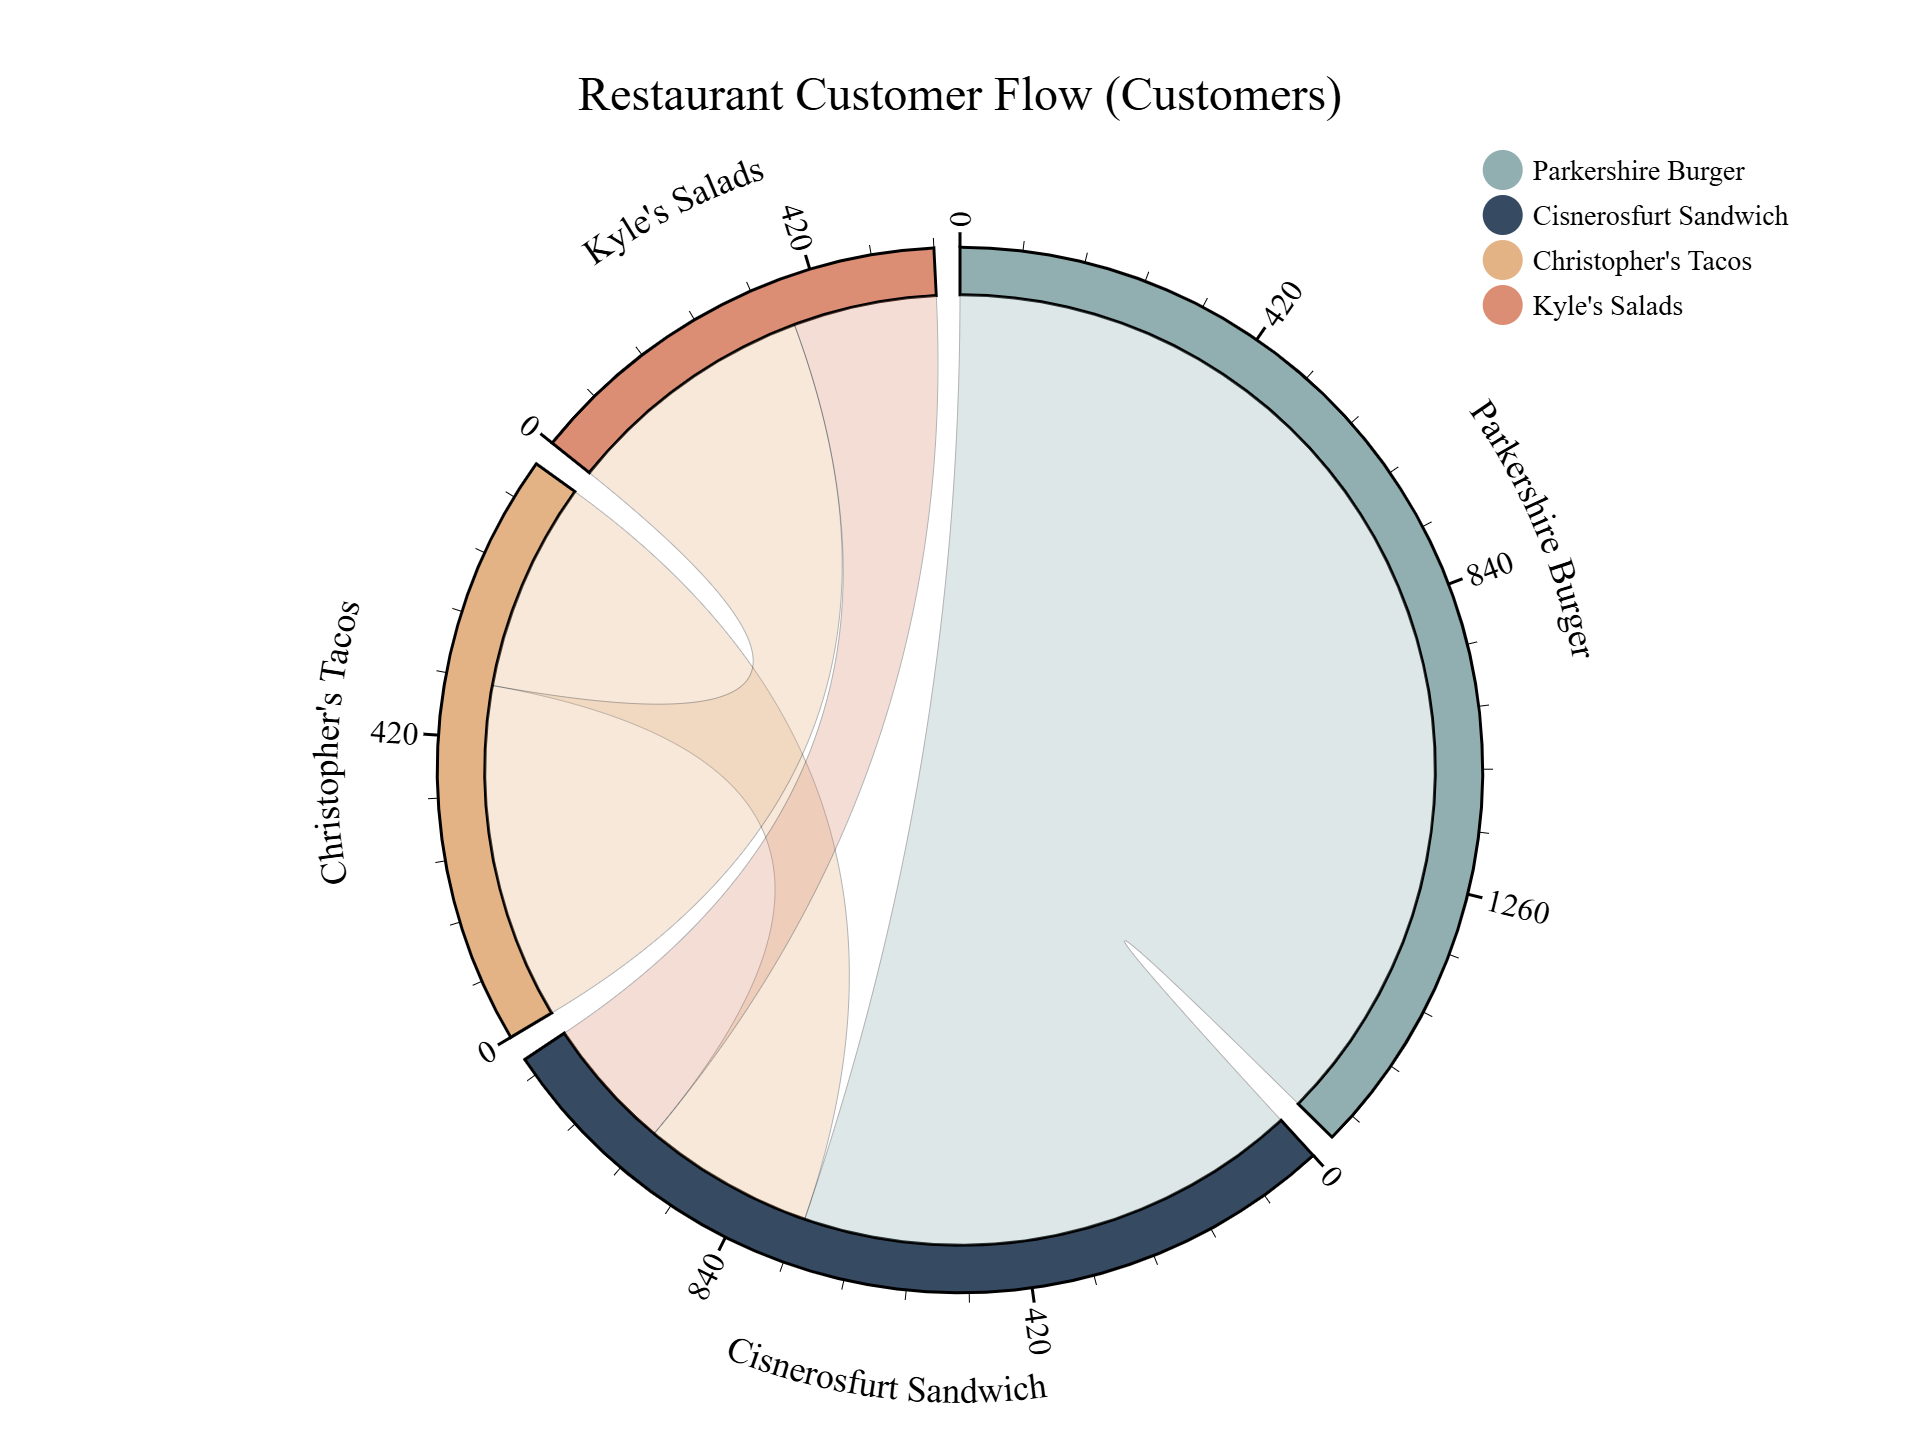 Restaurant Customer Flow (Customers)
Parkershire Burger
Cisnerosfurt Sandwich
Christopher's Tacos
Kyle's Salads
0
420
840
1260
Parkershire Burger
0
420
840
Cisnerosfurt Sandwich
0
420
Christopher's Tacos
0
420
Kyle's Salads